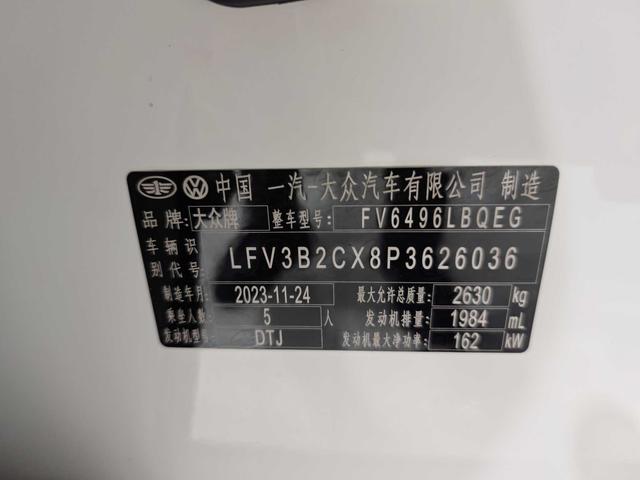 中国 一汽-大众汽车有限公司 制造
品牌: 大众牌 整车型号: FV6496LBQEG
车辆识别代号: LFV3B2CX8P3626036
制造年月: 2023-11-24 最大允许总质量: 2630 kg
乘坐人数: 5 人 发动机排量: 1984 mL
发动机型号: DTJ 发动机最大净功率: 162 kW